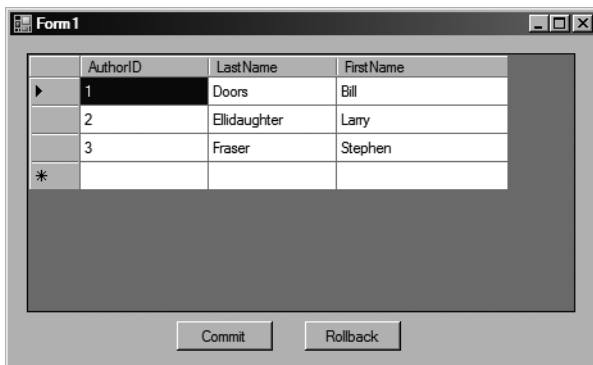 Form1
AuthorID LastName FirstName
1 Doors Bill
2 Ellidaughter Larry
3 Fraser Stephen
Commit Rollback